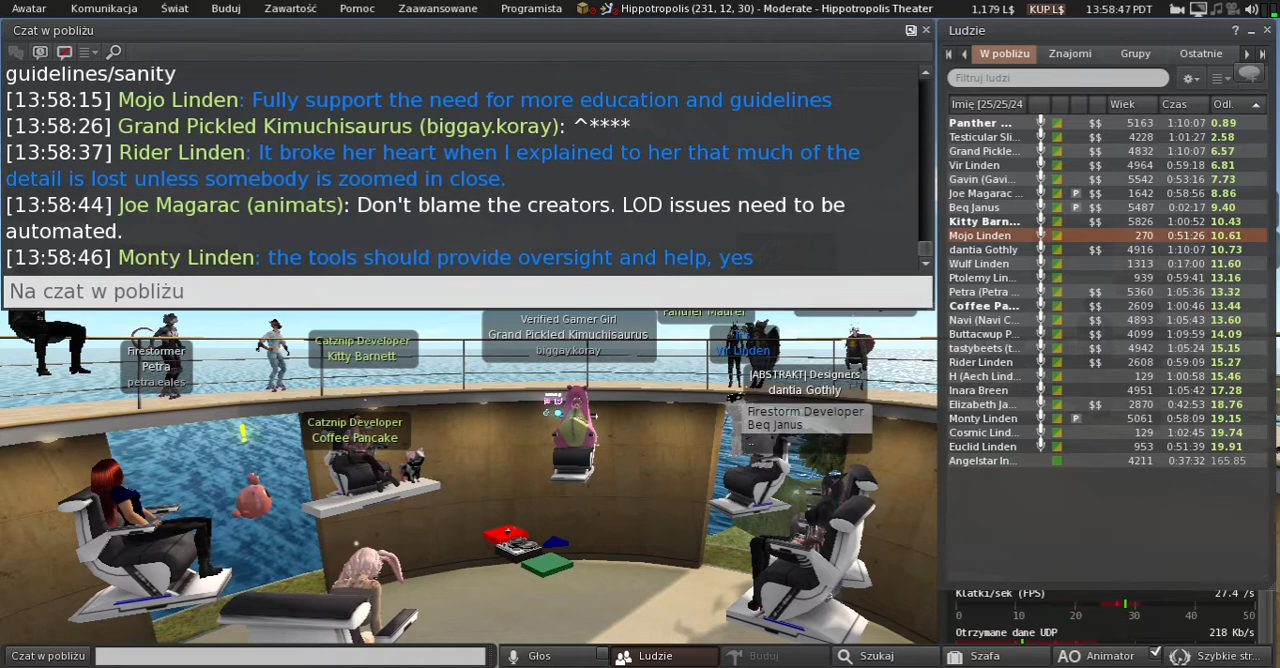 Awatar Komunikacja Świat Buduj Zawartość Pomoc Zaawansowane Programista Hippotropolis (231, 12, 30) - Moderate - Hippotropolis Theater 1,179 L$ KUP L$ 13:58:47 PDT
Czat w pobliżu
guidelines/sanity
[13:58:15] Mojo Linden: Fully support the need for more education and guidelines
[13:58:26] Grand Pickled Kimuchisaurus (biggay.koray): ^****
[13:58:37] Rider Linden: It broke her heart when I explained to her that much of the
detail is lost unless somebody is zoomed in close.
[13:58:44] Joe Magarac (animats): Don't blame the creators. LOD issues need to be
automated.
[13:58:46] Monty Linden: the tools should provide oversight and help, yes
Na czat w pobliżu
Verified Gamer Girl
Grand Pickled Kimuchisaurus
biggay.koray
Panther Maurer
Vir Linden
Catznip Developer
Kitty Barnett
Firestormer
Petra
petra.eales
|ABSTRAKT| Designers
dantia Gothly
Firestorm Developer
Beq Janus
Catznip Developer
Coffee Pancake
Ludzie
W pobliżu Znajomi Grupy Ostatnie
Filtruj ludzi
Imię [25/25/24 Wiek Czas Odl.
Panther ... 5163 1:10:07 0.89
Testicular Sli... $$ 4228 1:01:27 2.58
Grand Pickle... $$ 4832 1:10:07 6.57
Vir Linden $$ 4964 0:59:18 6.81
Gavin (Gavi... $$ 5542 0:53:16 7.73
Joe Magarac ... P $$ 1642 0:58:56 8.86
Beq Janus P $$ 5487 0:02:17 9.40
Kitty Barn... $$ 5826 1:00:52 10.43
Mojo Linden 270 0:51:26 10.61
dantia Gothly $$ 4916 1:10:07 10.73
Wulf Linden 1313 0:17:00 11.60
Ptolemy Lin... 939 0:59:41 13.16
Petra (Petra ... $$ 5360 1:05:36 13.32
Coffee Pa... $$ 2609 1:00:46 13.44
Navi (Navi C... $$ 4893 1:05:43 13.60
Buttacwup P... $$ 4099 1:09:59 14.09
tastybeets (t... $$ 4942 1:05:24 15.15
Rider Linden $$ 2608 0:59:09 15.27
H (Aech Lind... 129 1:00:58 15.46
Inara Breen 4951 1:05:42 17.28
Elizabeth Ja... $$ 2870 0:42:53 18.76
Monty Linden P 5061 0:58:09 19.15
Cosmic Lind... 129 1:02:45 19.74
Euclid Linden 953 0:51:39 19.91
Angelstar In... 4211 0:37:32 165.85
Klatki/sek (FPS) 27.4 /s
0 10 20 30 40 50
Otrzymane dane UDP 218 Kb/s
Czat w pobliżu Głos Ludzie Buduj Szukaj Szafa AO Animator Szybkie str...